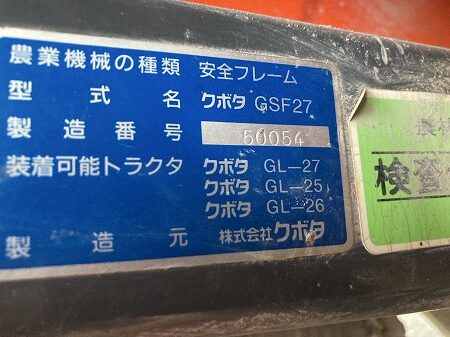 農業機械の種類 安全フレーム
型式名 クボタ GSF27
製造番号 50054
装着可能トラクタ クボタ GL-27
クボタ GL-25
クボタ GL-26
製造元 株式会社クボタ
農機
検査